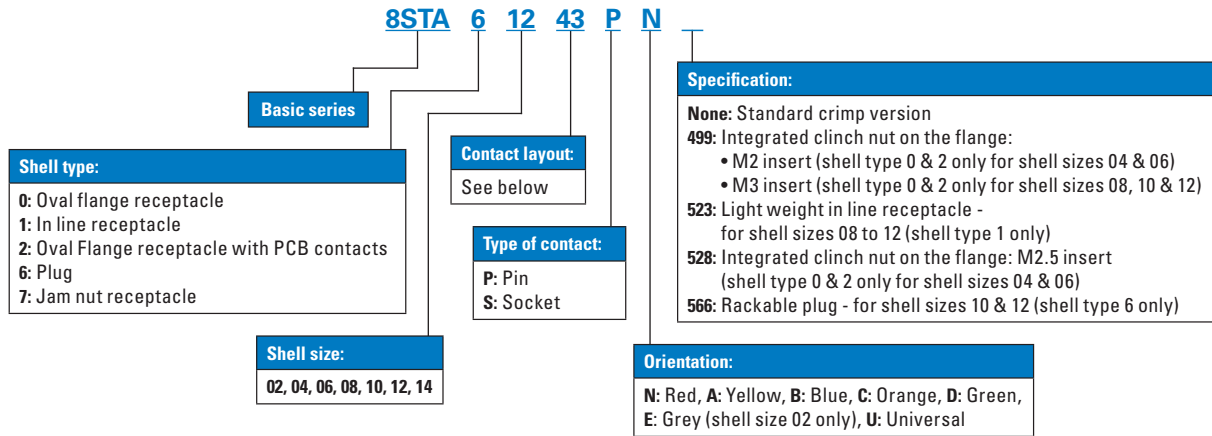 8STA 6 12 43 P N _
Basic series
Shell type:
0: Oval flange receptacle
1: In line receptacle
2: Oval Flange receptacle with PCB contacts
6: Plug
7: Jam nut receptacle
Shell size:
02, 04, 06, 08, 10, 12, 14
Contact layout:
See below
Type of contact:
P: Pin
S: Socket
Specification:
None: Standard crimp version
499: Integrated clinch nut on the flange:
• M2 insert (shell type 0 & 2 only for shell sizes 04 & 06)
• M3 insert (shell type 0 & 2 only for shell sizes 08, 10 & 12)
523: Light weight in line receptacle -
for shell sizes 08 to 12 (shell type 1 only)
528: Integrated clinch nut on the flange: M2.5 insert
(shell type 0 & 2 only for shell sizes 04 & 06)
566: Rackable plug - for shell sizes 10 & 12 (shell type 6 only)
Orientation:
N: Red, A: Yellow, B: Blue, C: Orange, D: Green,
E: Grey (shell size 02 only), U: Universal